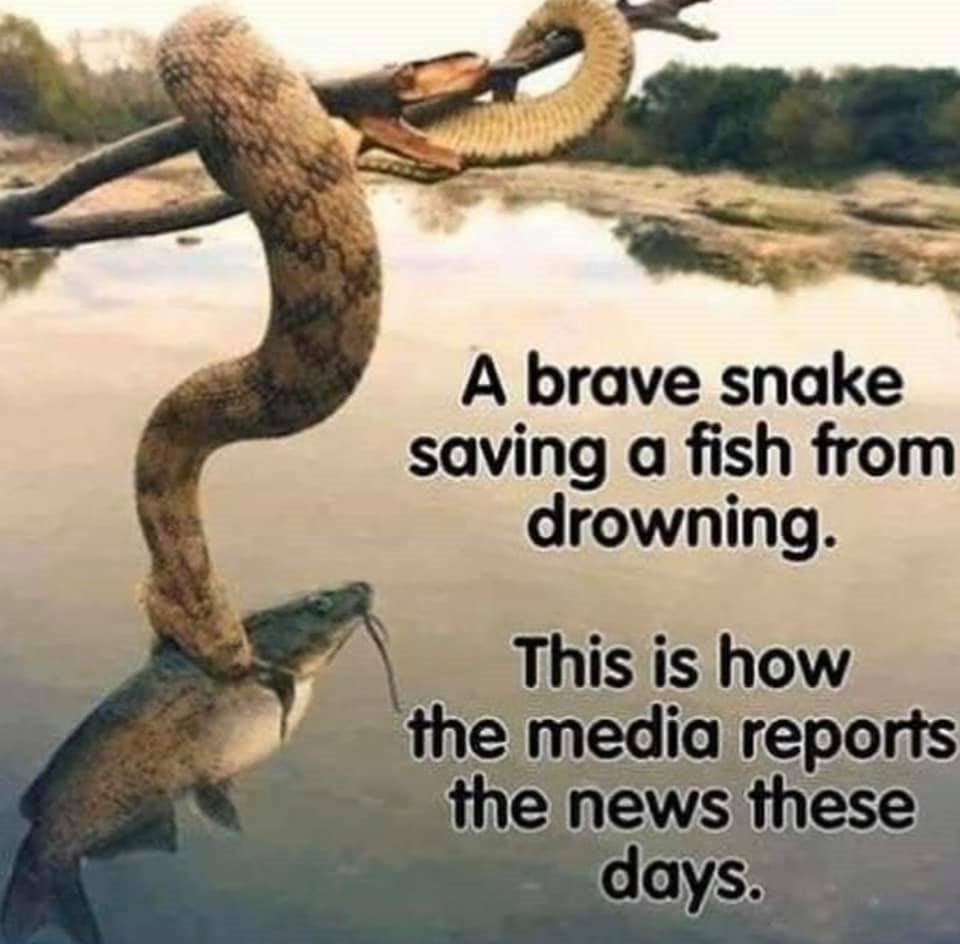 A brave snake
saving a fish from
drowning.
This is how
the media reports
the news these
days.